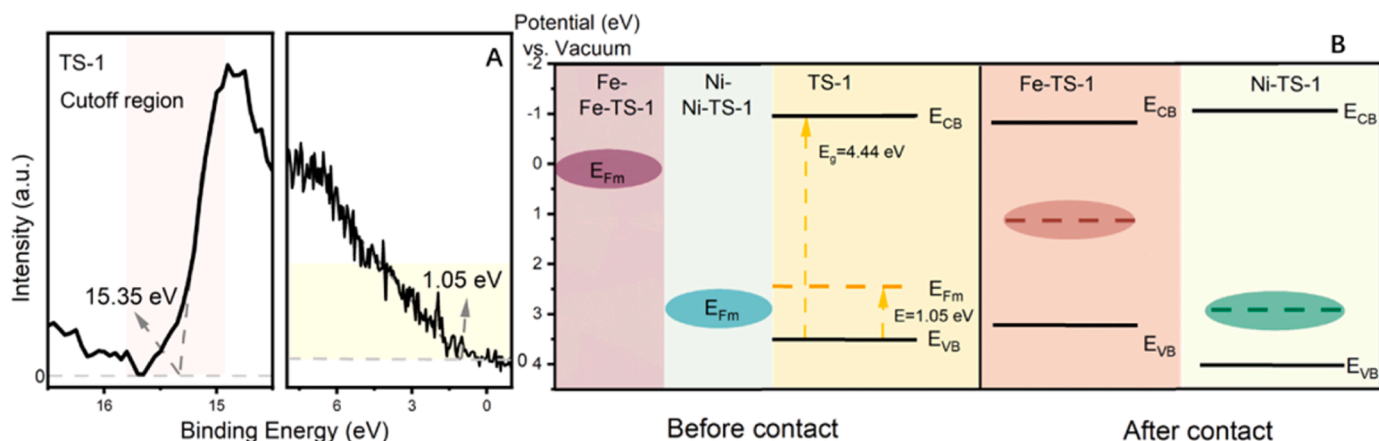 TS-1
Cutoff region
15.35 eV
Intensity (a.u.)
0
16
15
A
1.05 eV
0
6
3
0
Binding Energy (eV)
Potential (eV)
vs. Vacuum
-2
-1
0
1
2
3
4
B
Fe-
Fe-TS-1
Ni-
Ni-TS-1
TS-1
E_CB
E_g=4.44 eV
E_Fm
E_Fm
E_Fm
E=1.05 eV
E_VB
Before contact
Fe-TS-1
E_CB
E_VB
Ni-TS-1
E_CB
E_VB
After contact